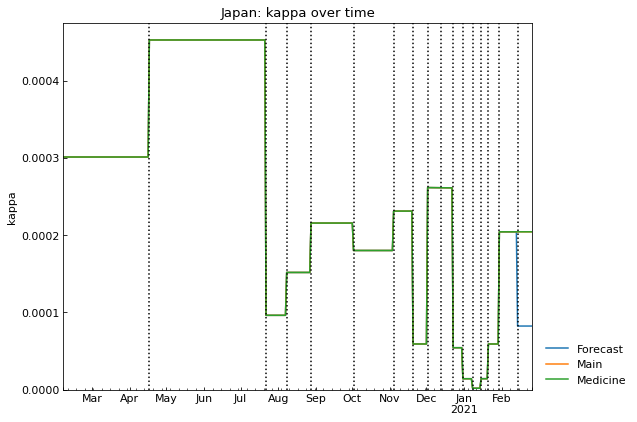 Japan: kappa over time
kappa
0.0004
0.0003
0.0002
0.0001
0.0000
Mar Apr May Jun Jul Aug Sep Oct Nov Dec Jan Feb
2021
Forecast
Main
Medicine